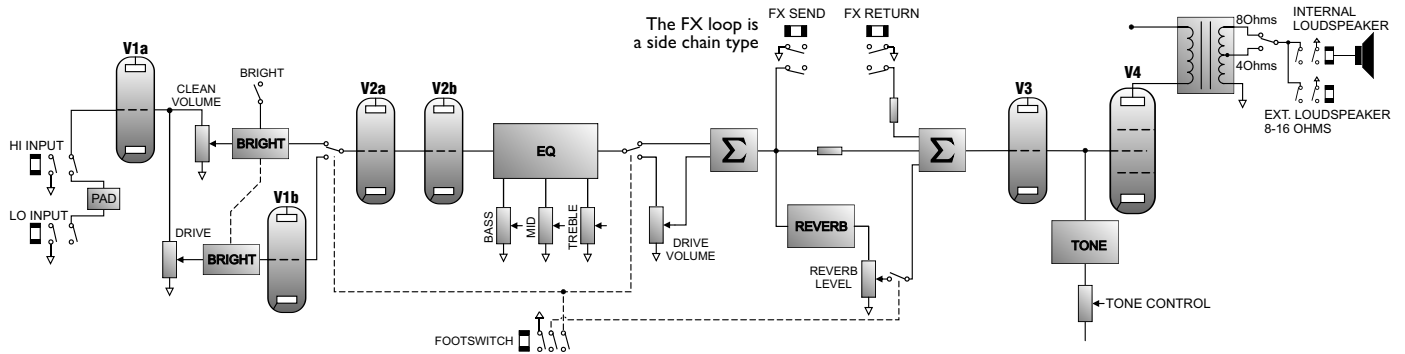 The FX loop is
a side chain type
FX SEND
FX RETURN
8Ohms
4Ohms
INTERNAL
LOUDSPEAKER
EXT. LOUDSPEAKER
8-16 OHMS
V1a
CLEAN
VOLUME
BRIGHT
BRIGHT
V2a
V2b
EQ
BASS
MID
TREBLE
HI INPUT
PAD
LO INPUT
DRIVE
BRIGHT
V1b
DRIVE
VOLUME
Σ
REVERB
REVERB
LEVEL
Σ
V3
V4
TONE
TONE CONTROL
FOOTSWITCH